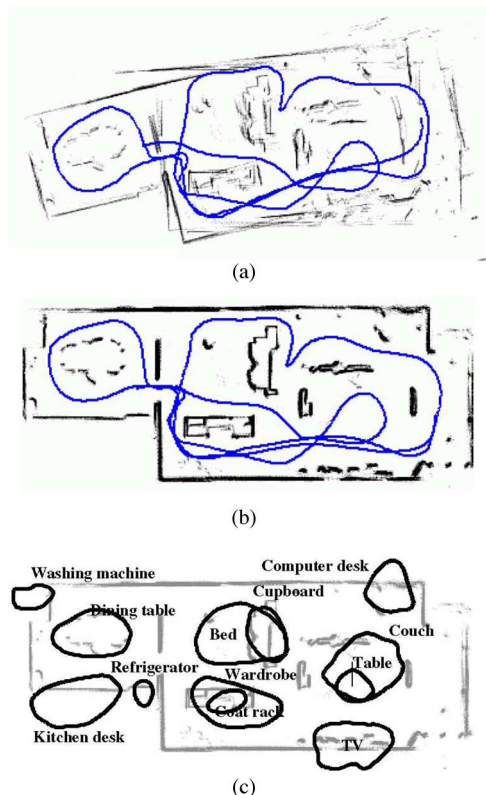 (a)
(b)
Computer desk
Washing machine
Cupboard
Dining table
Bed
Couch
Refrigerator
Wardrobe
Table
Coat rack
Kitchen desk
TV
(c)